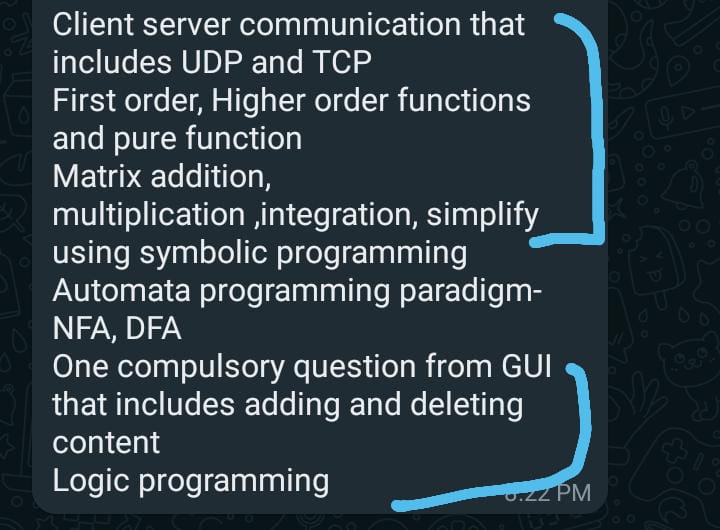 Client server communication that
includes UDP and TCP
First order, Higher order functions
and pure function
Matrix addition,
multiplication ,integration, simplify
using symbolic programming
Automata programming paradigm-
NFA, DFA
One compulsory question from GUI
that includes adding and deleting
content
Logic programming
:22 PM